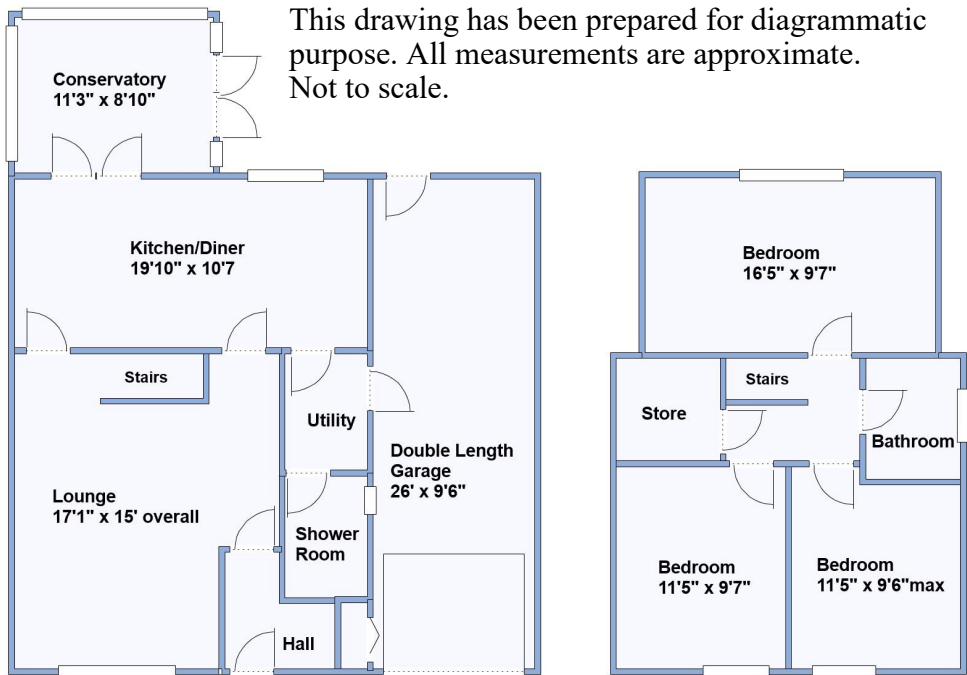 This drawing has been prepared for diagrammatic
purpose. All measurements are approximate.
Not to scale.
Conservatory
11'3" x 8'10"
Kitchen/Diner
19'10" x 10'7
Stairs
Utility
Double Length
Garage
26' x 9'6"
Lounge
17'1" x 15' overall
Shower
Room
Hall
Bedroom
16'5" x 9'7"
Stairs
Store
Bathroom
Bedroom
11'5" x 9'7"
Bedroom
11'5" x 9'6"max